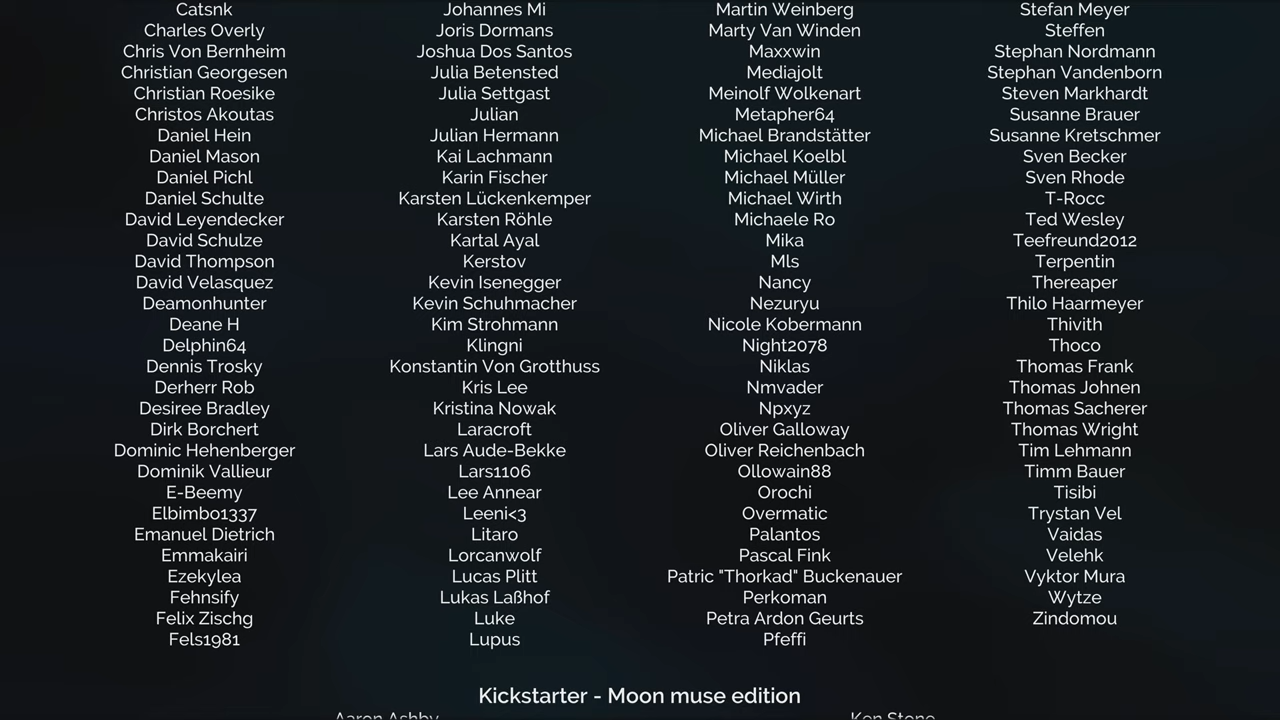 Catsnk
Charles Overly
Chris Von Bernheim
Christian Georgesen
Christian Roesike
Christos Akoutas
Daniel Hein
Daniel Mason
Daniel Pichl
Daniel Schulte
David Leyendecker
David Schulze
David Thompson
David Velasquez
Deamonhunter
Deane H
Delphin64
Dennis Trosky
Derherr Rob
Desiree Bradley
Dirk Borchert
Dominic Hehenberger
Dominik Vallieur
E-Beemy
Elbimbo1337
Emanuel Dietrich
Emmakairi
Ezekylea
Fehnsify
Felix Zischg
Fels1981
Johannes Mi
Joris Dormans
Joshua Dos Santos
Julia Betensted
Julia Settgast
Julian
Julian Hermann
Kai Lachmann
Karin Fischer
Karsten Lückenkemper
Karsten Röhle
Kartal Ayal
Kerstov
Kevin Isenegger
Kevin Schuhmacher
Kim Strohmann
Klingni
Konstantin Von Grotthuss
Kris Lee
Kristina Nowak
Laracroft
Lars Aude-Bekke
Lars1106
Lee Annear
Leeni<3
Litaro
Lorcanwolf
Lucas Plitt
Lukas Laßhof
Luke
Lupus
Martin Weinberg
Marty Van Winden
Maxxwin
Mediajolt
Meinolf Wolkenart
Metapher64
Michael Brandstätter
Michael Koelbl
Michael Müller
Michael Wirth
Michaele Ro
Mika
Mls
Nancy
Nezuryu
Nicole Kobermann
Night2078
Niklas
Nmvader
Npxyz
Oliver Galloway
Oliver Reichenbach
Ollowain88
Orochi
Overmatic
Palantos
Pascal Fink
Patric "Thorkad" Buckenauer
Perkoman
Petra Ardon Geurts
Pfeffi
Stefan Meyer
Steffen
Stephan Nordmann
Stephan Vandenborn
Steven Markhardt
Susanne Brauer
Susanne Kretschmer
Sven Becker
Sven Rhode
T-Rocc
Ted Wesley
Teefreund2012
Terpentin
Thereaper
Thilo Haarmeyer
Thivith
Thoco
Thomas Frank
Thomas Johnen
Thomas Sacherer
Thomas Wright
Tim Lehmann
Timm Bauer
Tisibi
Trystan Vel
Vaidas
Velehk
Vyktor Mura
Wytze
Zindomou
Kickstarter - Moon muse edition
Aaron Ashby
Ken Stone